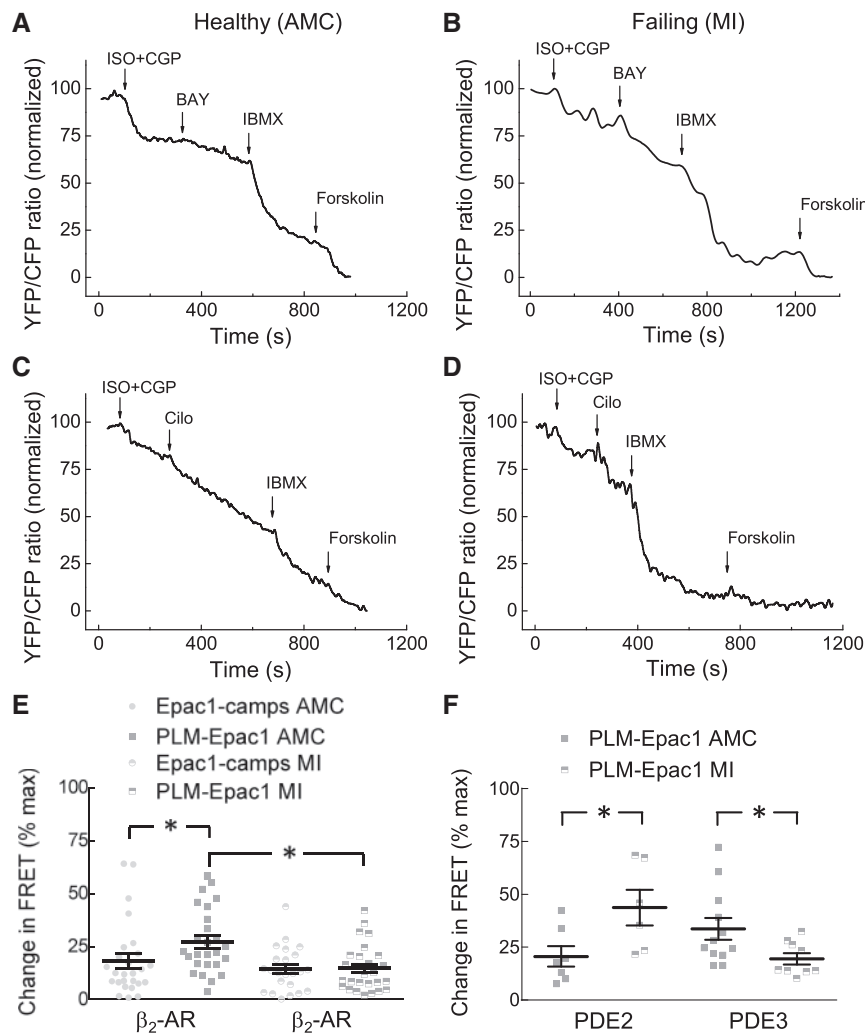 A Healthy (AMC)
B Failing (MI)
ISO+CGP
BAY
IBMX
Forskolin
YFP/CFP ratio (normalized)
100
75
50
25
0
0 400 800 1200
Time (s)
ISO+CGP
BAY
IBMX
Forskolin
YFP/CFP ratio (normalized)
100
75
50
25
0
0 400 800 1200
Time (s)
C
ISO+CGP
Cilo
IBMX
Forskolin
YFP/CFP ratio (normalized)
100
75
50
25
0
0 400 800 1200
Time (s)
D
ISO+CGP
Cilo
IBMX
Forskolin
YFP/CFP ratio (normalized)
100
75
50
25
0
0 400 800 1200
Time (s)
E
Epac1-camps AMC
PLM-Epac1 AMC
Epac1-camps MI
PLM-Epac1 MI
Change in FRET (% max)
100
75
50
25
0
*
*
β2-AR β2-AR
F
PLM-Epac1 AMC
PLM-Epac1 MI
Change in FRET (% max)
100
75
50
25
0
* *
PDE2 PDE3